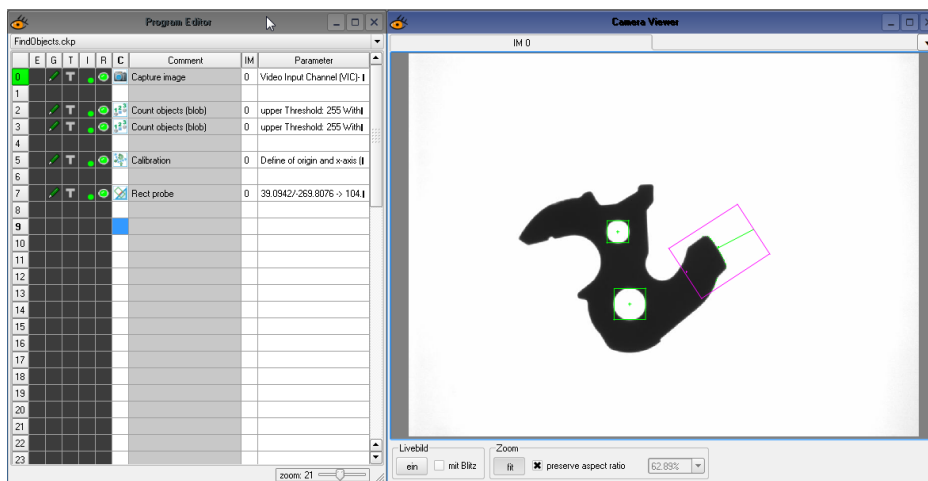 Program Editor
FindObjects.ckp
E G T I R C Comment IM Parameter
0 Capture image 0 Video Input Channel (VIC)-
1
2 Count objects (blob) 0 upper Threshold: 255 With
3 Count objects (blob) 0 upper Threshold: 255 With
4
5 Calibration 0 Define of origin and x-axis (
6
7 Rect probe 0 39.0942/-269.8076 -> 104.
8
9
10
11
12
13
14
15
16
17
18
19
20
21
22
23
zoom: 21
Camera Viewer
IM 0
Livebild
ein mit Blitz
Zoom
fit preserve aspect ratio 62.89%